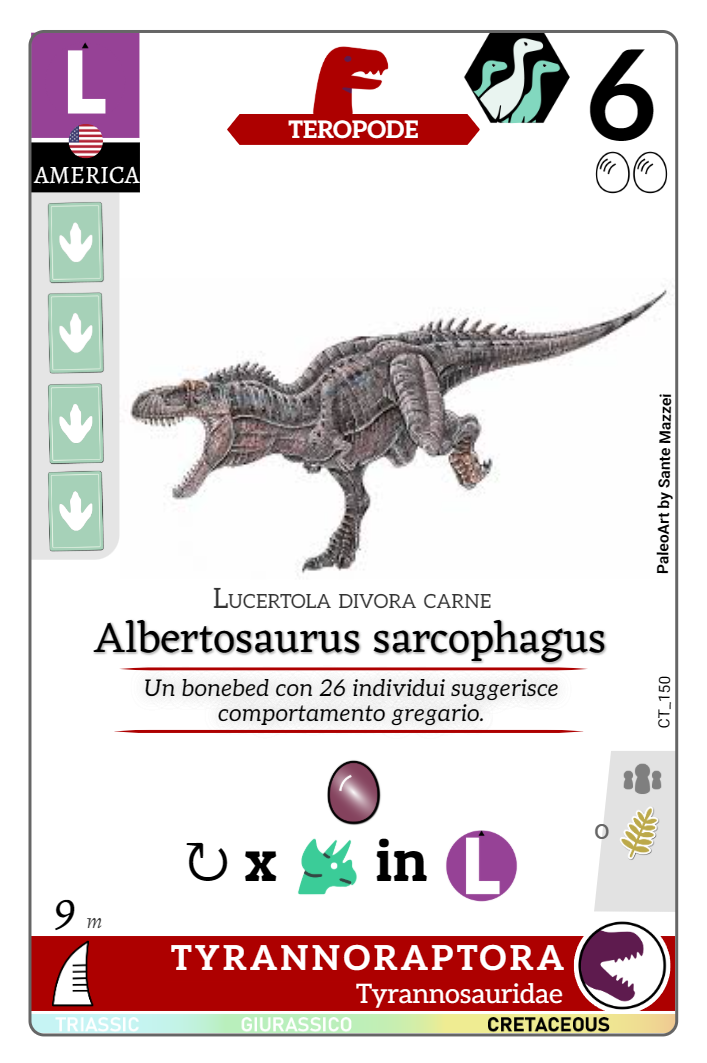 L
AMERICA
TEROPODE
6
PaleoArt by Sante Mazzei
Lucertola divora carne
Albertosaurus sarcophagus
Un bonebed con 26 individui suggerisce
comportamento gregario.
CT_150
o
x in L
9 m
TYRANNORAPTORA
Tyrannosauridae
TRIASSIC GIURASSICO CRETACEOUS